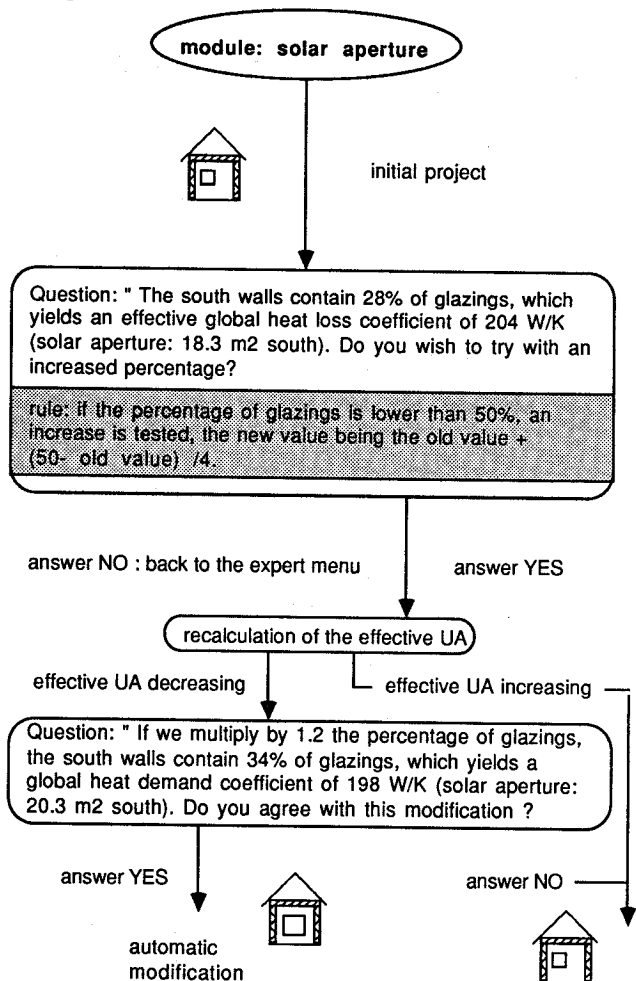 module: solar aperture
initial project
Question: " The south walls contain 28% of glazings, which
yields an effective global heat loss coefficient of 204 W/K
(solar aperture: 18.3 m2 south). Do you wish to try with an
increased percentage?
rule: if the percentage of glazings is lower than 50%, an
increase is tested, the new value being the old value +
(50- old value) /4.
answer NO : back to the expert menu
answer YES
recalculation of the effective UA
effective UA decreasing
effective UA increasing
Question: " If we multiply by 1.2 the percentage of glazings,
the south walls contain 34% of glazings, which yields a
global heat demand coefficient of 198 W/K (solar aperture:
20.3 m2 south). Do you agree with this modification ?
answer YES
answer NO
automatic
modification